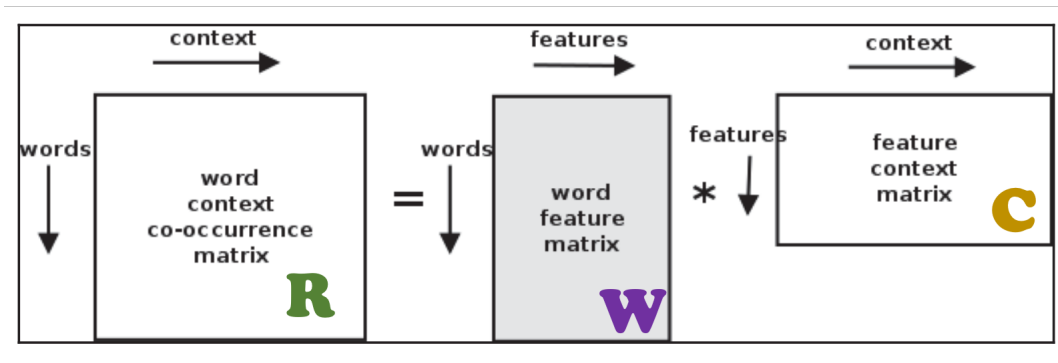 context
features
context
words
word
context
co-occurrence
matrix
R
=
words
word
feature
matrix
W
*
features
feature
context
matrix
C